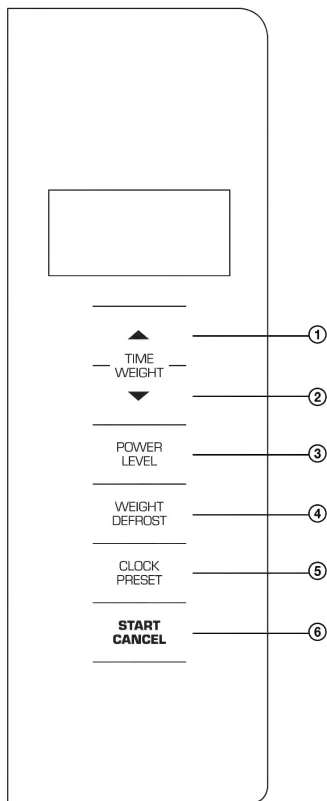 ①
TIME
WEIGHT
②
POWER
LEVEL
③
WEIGHT
DEFROST
④
CLOCK
PRESET
⑤
START
CANCEL
⑥